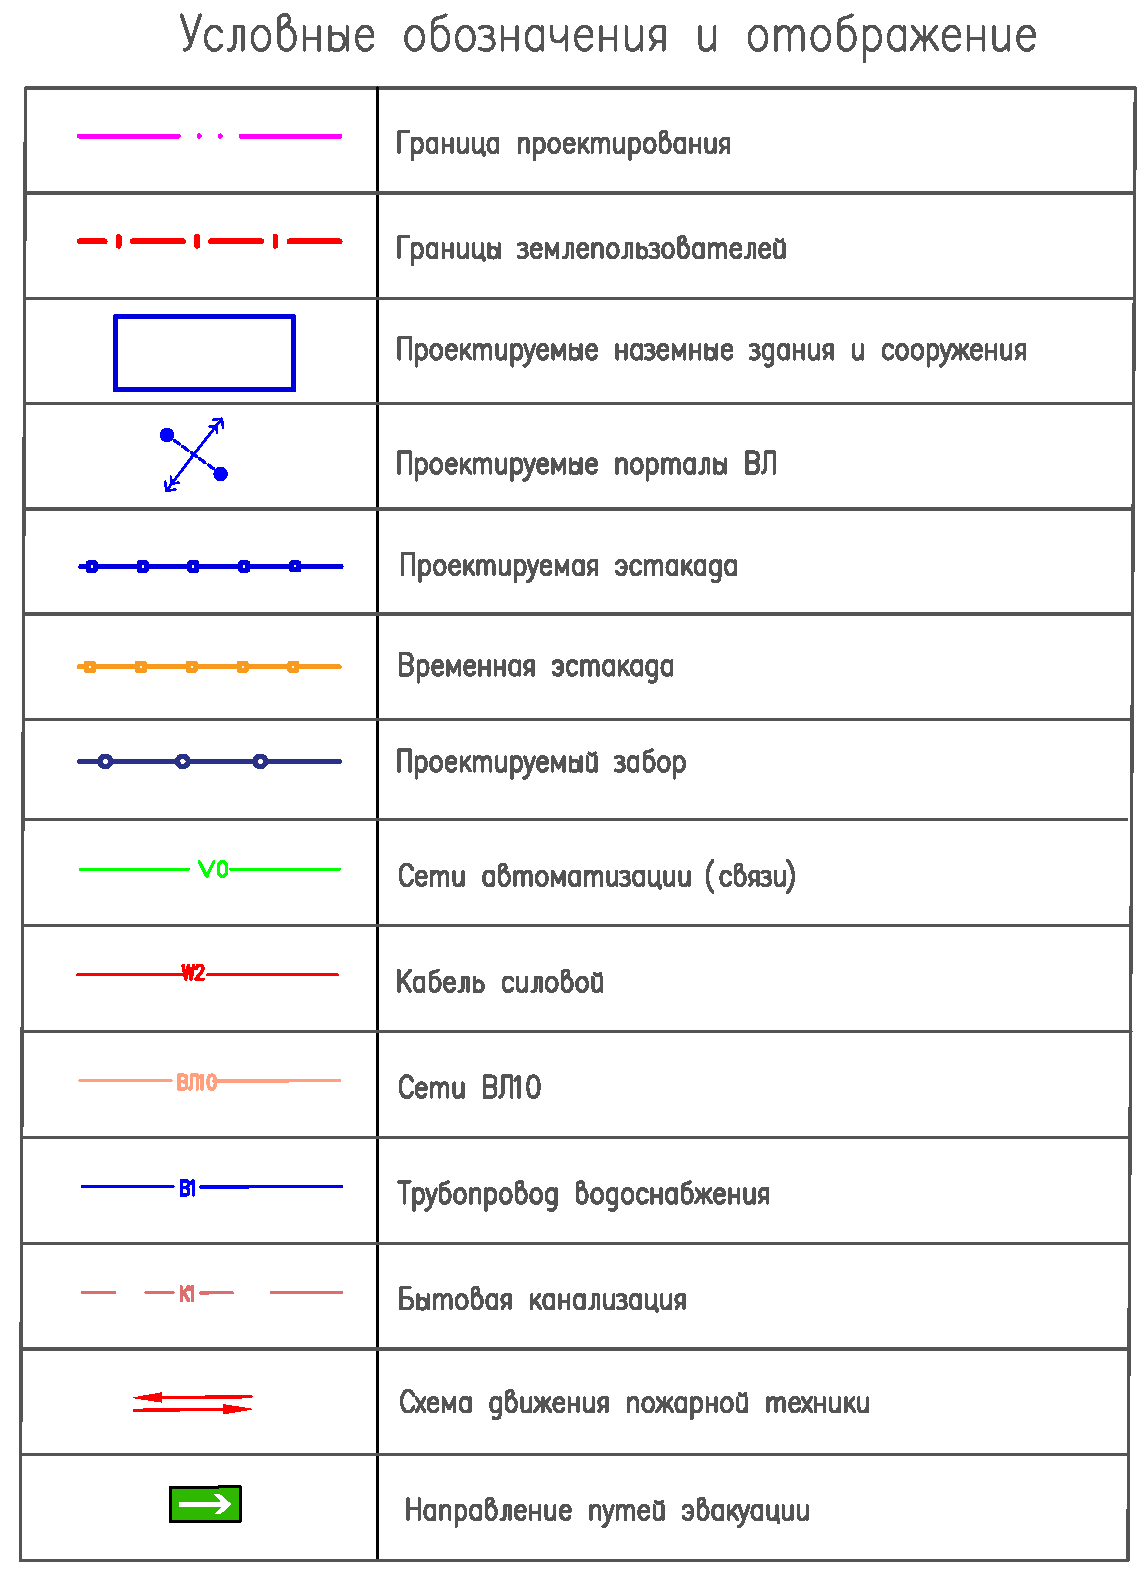 Условные обозначения и отображение
Граница проектирования
Границы землепользователей
Проектируемые наземные здания и сооружения
Проектируемые порталы ВЛ
Проектируемая эстакада
Временная эстакада
Проектируемый забор
V0 Сети автоматизации (связи)
W2 Кабель силовой
ВЛ10 Сети ВЛ10
В1 Трубопровод водоснабжения
К1 Бытовая канализация
Схема движения пожарной техники
Направление путей эвакуации